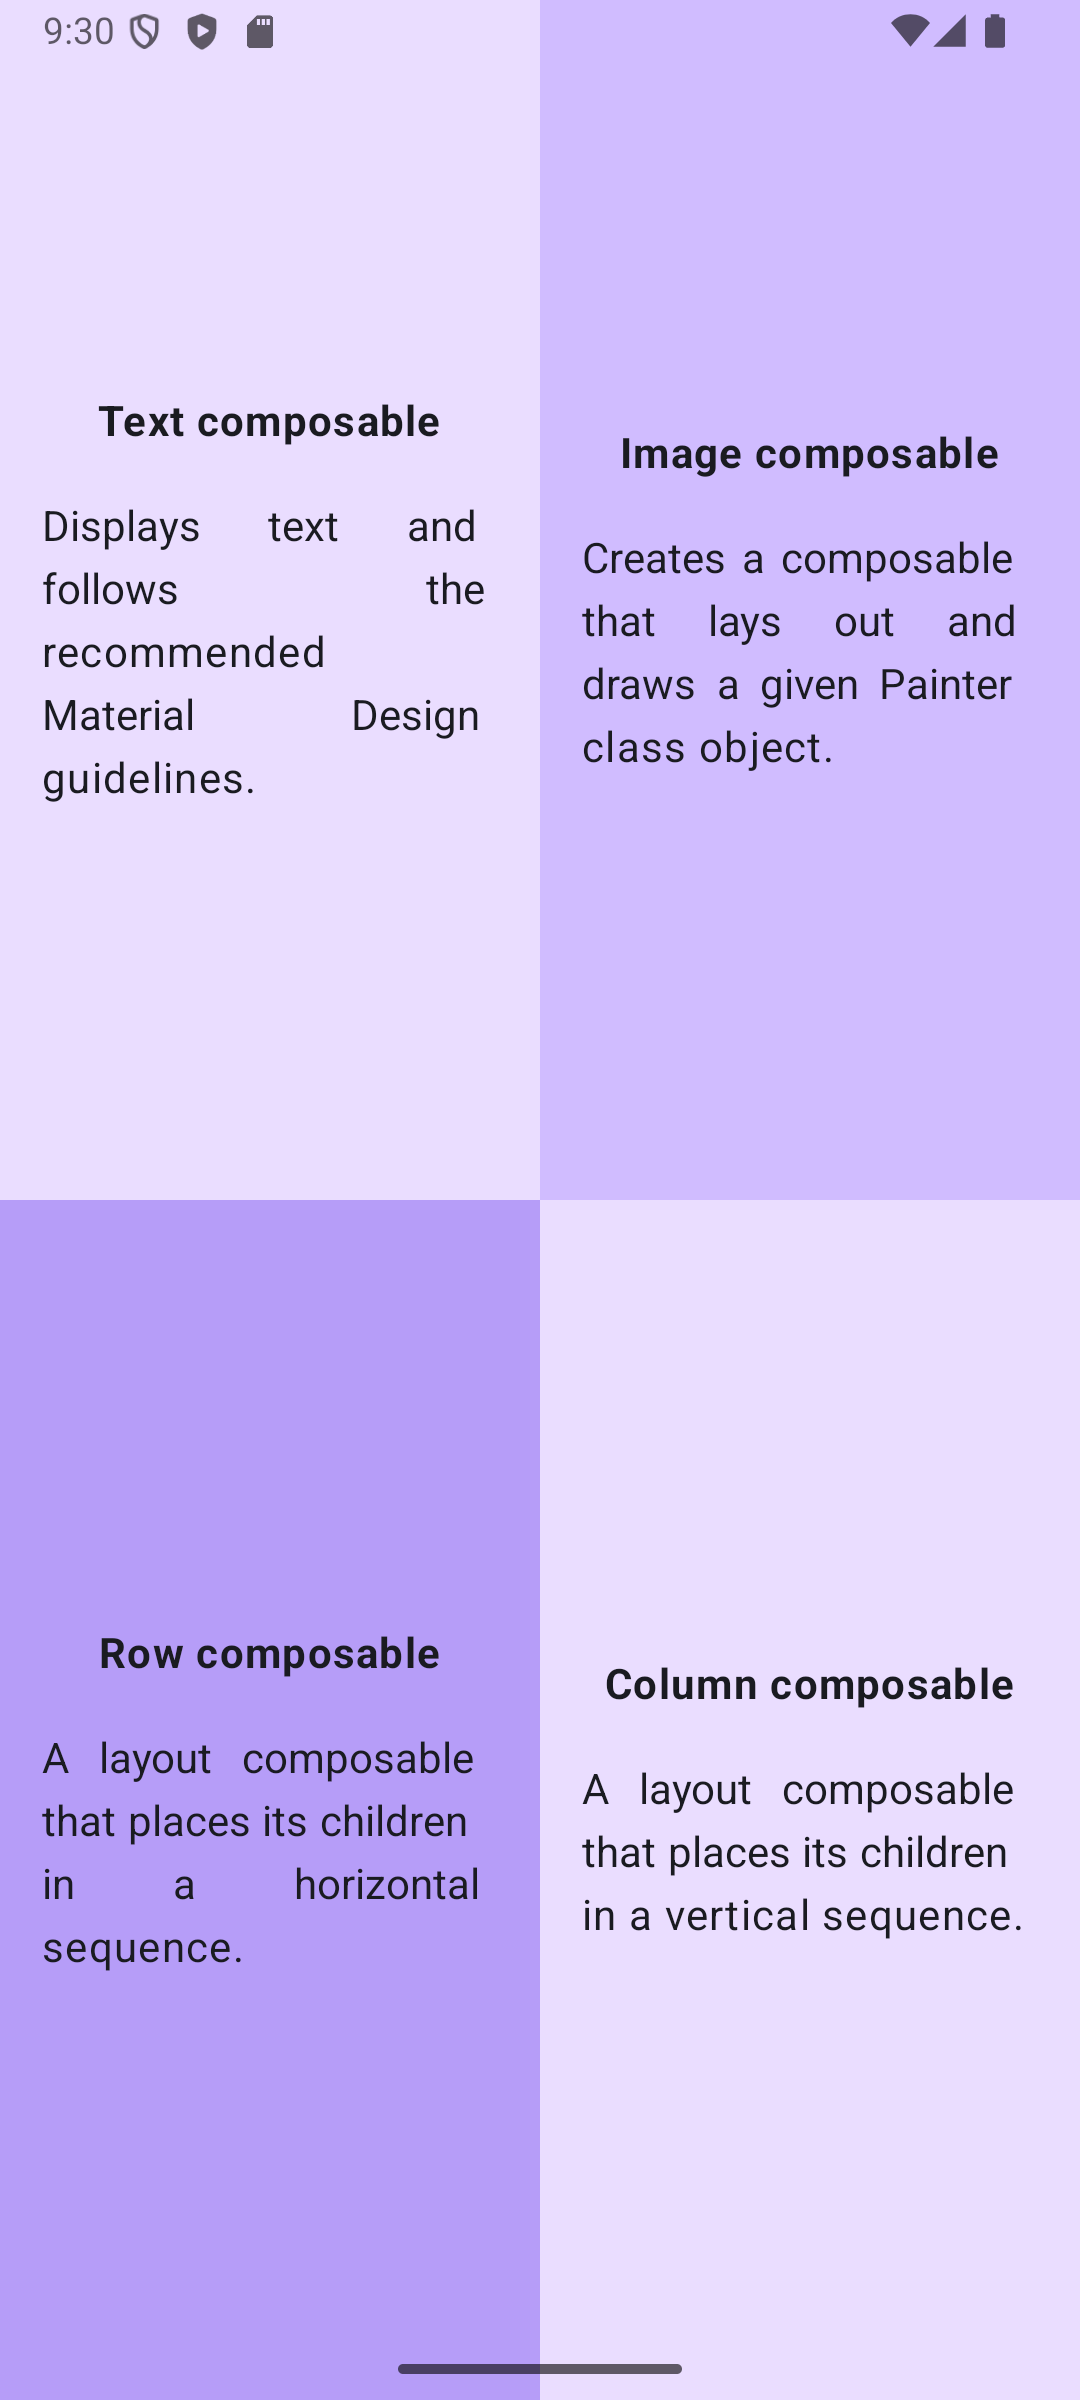 9:30
Text composable
Displays text and
follows the
recommended
Material Design
guidelines.
Image composable
Creates a composable
that lays out and
draws a given Painter
class object.
Row composable
A layout composable
that places its children
in a horizontal
sequence.
Column composable
A layout composable
that places its children
in a vertical sequence.